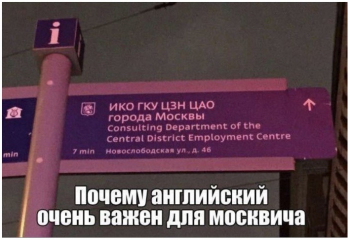 i
ИКО ГКУ ЦЗН ЦАО
города Москвы
Consulting Department of the
Central District Employment Centre
min
7 min
Новослободская ул., д. 46
Почему английский
очень важен для москвича